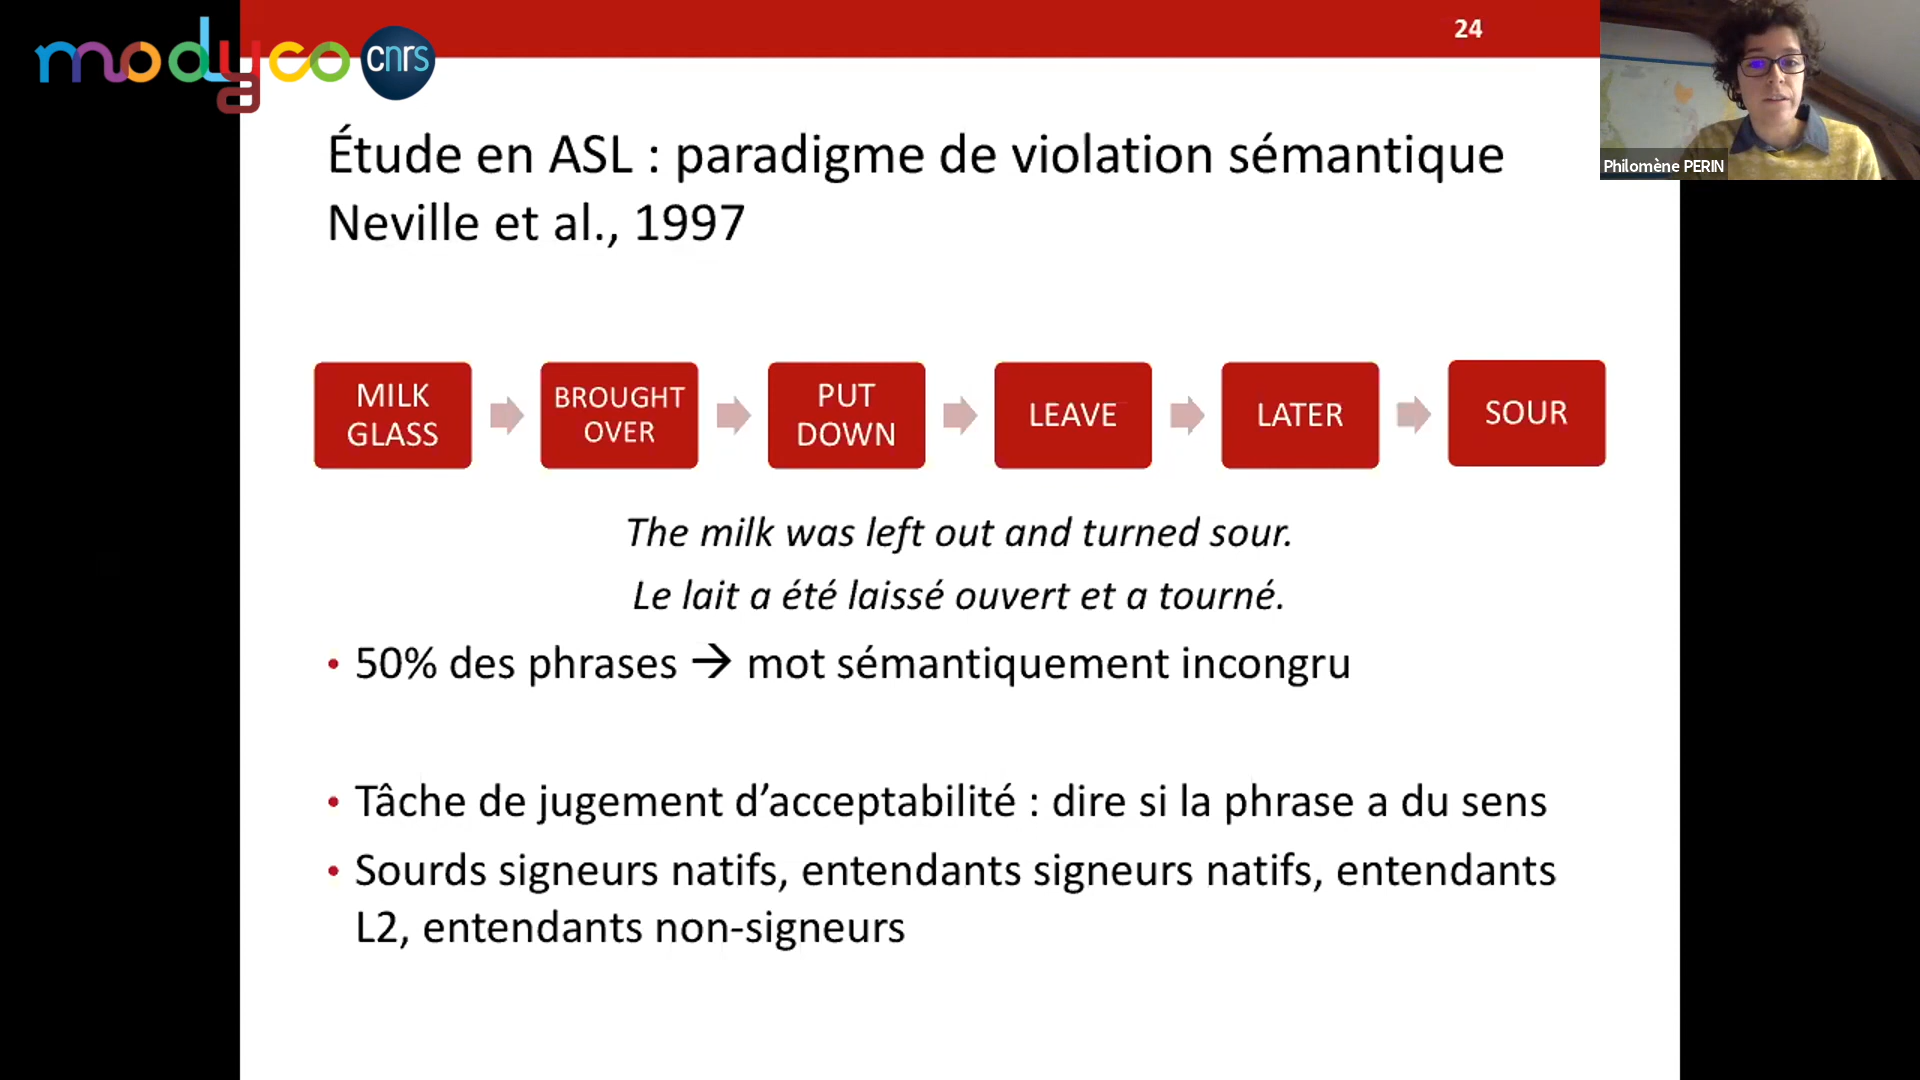 modyco
cnrs
24
Philomène PERIN
Étude en ASL : paradigme de violation sémantique
Neville et al., 1997
MILK
GLASS
BROUGHT
OVER
PUT
DOWN
LEAVE
LATER
SOUR
The milk was left out and turned sour.
Le lait a été laissé ouvert et a tourné.
• 50% des phrases → mot sémantiquement incongru
• Tâche de jugement d’acceptabilité : dire si la phrase a du sens
• Sourds signeurs natifs, entendants signeurs natifs, entendants
L2, entendants non-signeurs